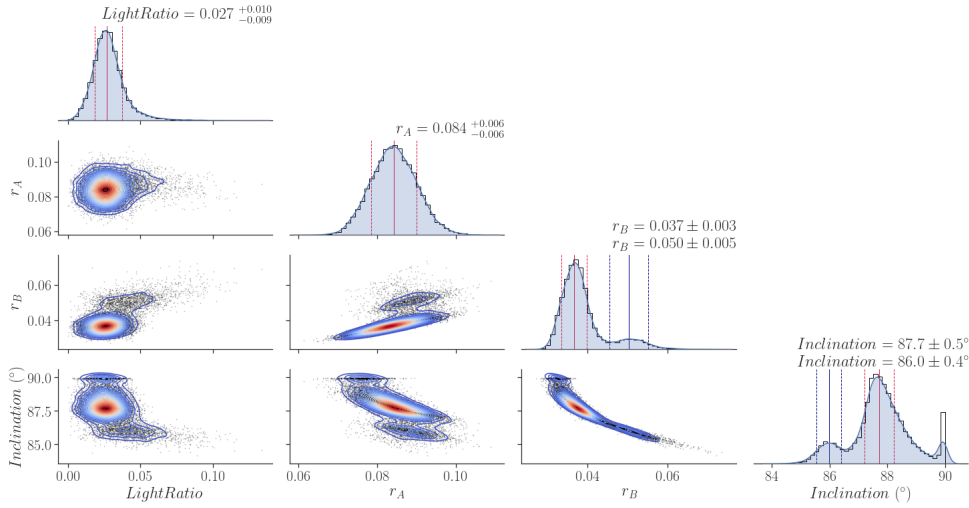 LightRatio = 0.027 +0.010 −0.009
r_A = 0.084 +0.006 −0.006
0.10
0.08
0.06
r_A
r_B = 0.037 ± 0.003
r_B = 0.050 ± 0.005
0.06
0.04
r_B
Inclination = 87.7 ± 0.5°
Inclination = 86.0 ± 0.4°
90.0
87.5
85.0
Inclination (°)
0.00 0.05 0.10
0.06 0.08 0.10
0.04 0.06
84 86 88 90
LightRatio
r_A
r_B
Inclination (°)